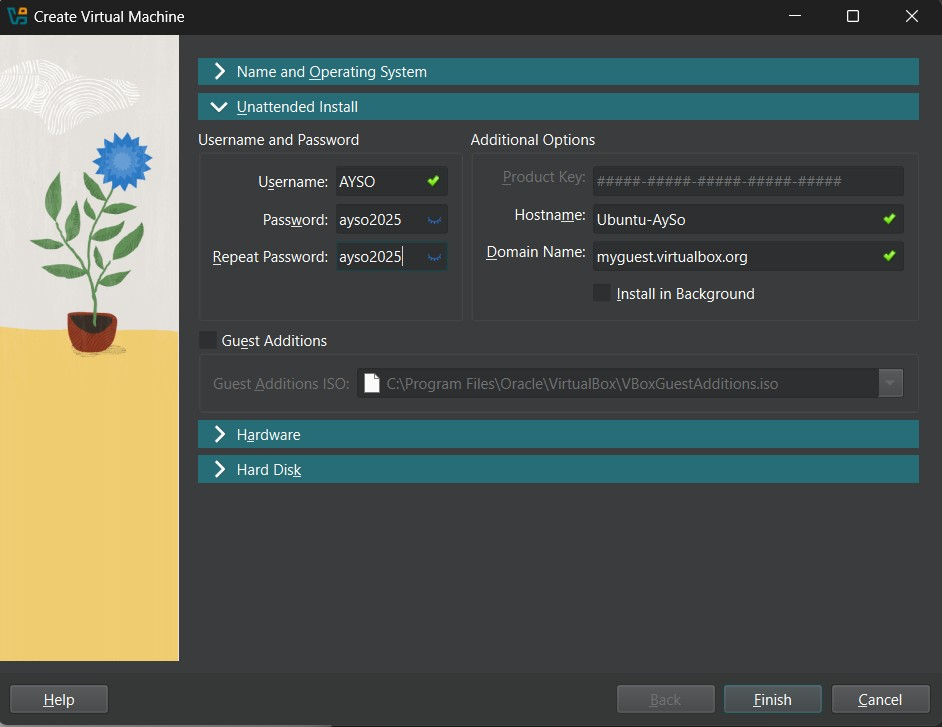 Create Virtual Machine
Name and Operating System
Unattended Install
Username and Password
Username: AYSO
Password: ayso2025
Repeat Password: ayso2025
Additional Options
Product Key: #####-#####-#####-#####-#####
Hostname: Ubuntu-AySo
Domain Name: myguest.virtualbox.org
Install in Background
Guest Additions
Guest Additions ISO: C:\Program Files\Oracle\VirtualBox\VBoxGuestAdditions.iso
Hardware
Hard Disk
Help Back Finish Cancel